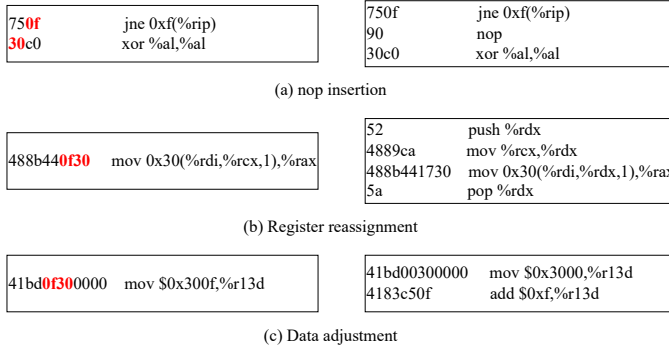 750f jne 0xf(%rip)
30c0 xor %al,%al
750f jne 0xf(%rip)
90 nop
30c0 xor %al,%al
(a) nop insertion
488b440f30 mov 0x30(%rdi,%rcx,1),%rax
52 push %rdx
4889ca mov %rcx,%rdx
488b441730 mov 0x30(%rdi,%rdx,1),%rax
5a pop %rdx
(b) Register reassignment
41bd0f300000 mov $0x300f,%r13d
41bd00300000 mov $0x3000,%r13d
4183c50f add $0xf,%r13d
(c) Data adjustment